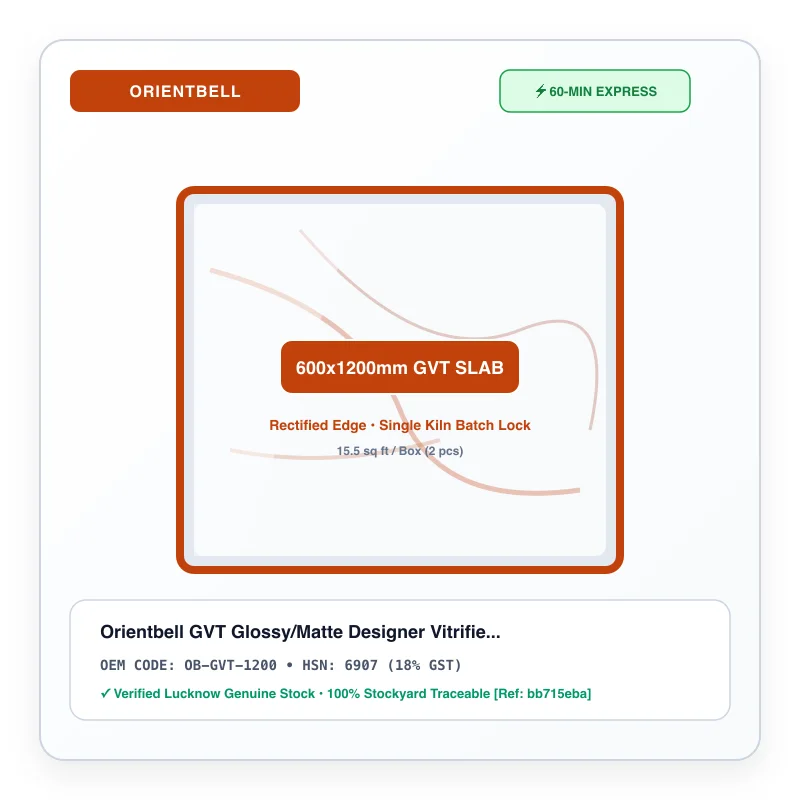 ORIENTBELL
⚡60-MIN EXPRESS
600x1200mm GVT SLAB
Rectified Edge • Single Kiln Batch Lock
15.5 sq ft / Box (2 pcs)
Orientbell GVT Glossy/Matte Designer Vitrifie...
OEM CODE: OB-GVT-1200 • HSN: 6907 (18% GST)
✓ Verified Lucknow Genuine Stock • 100% Stockyard Traceable [Ref: bb715eba]